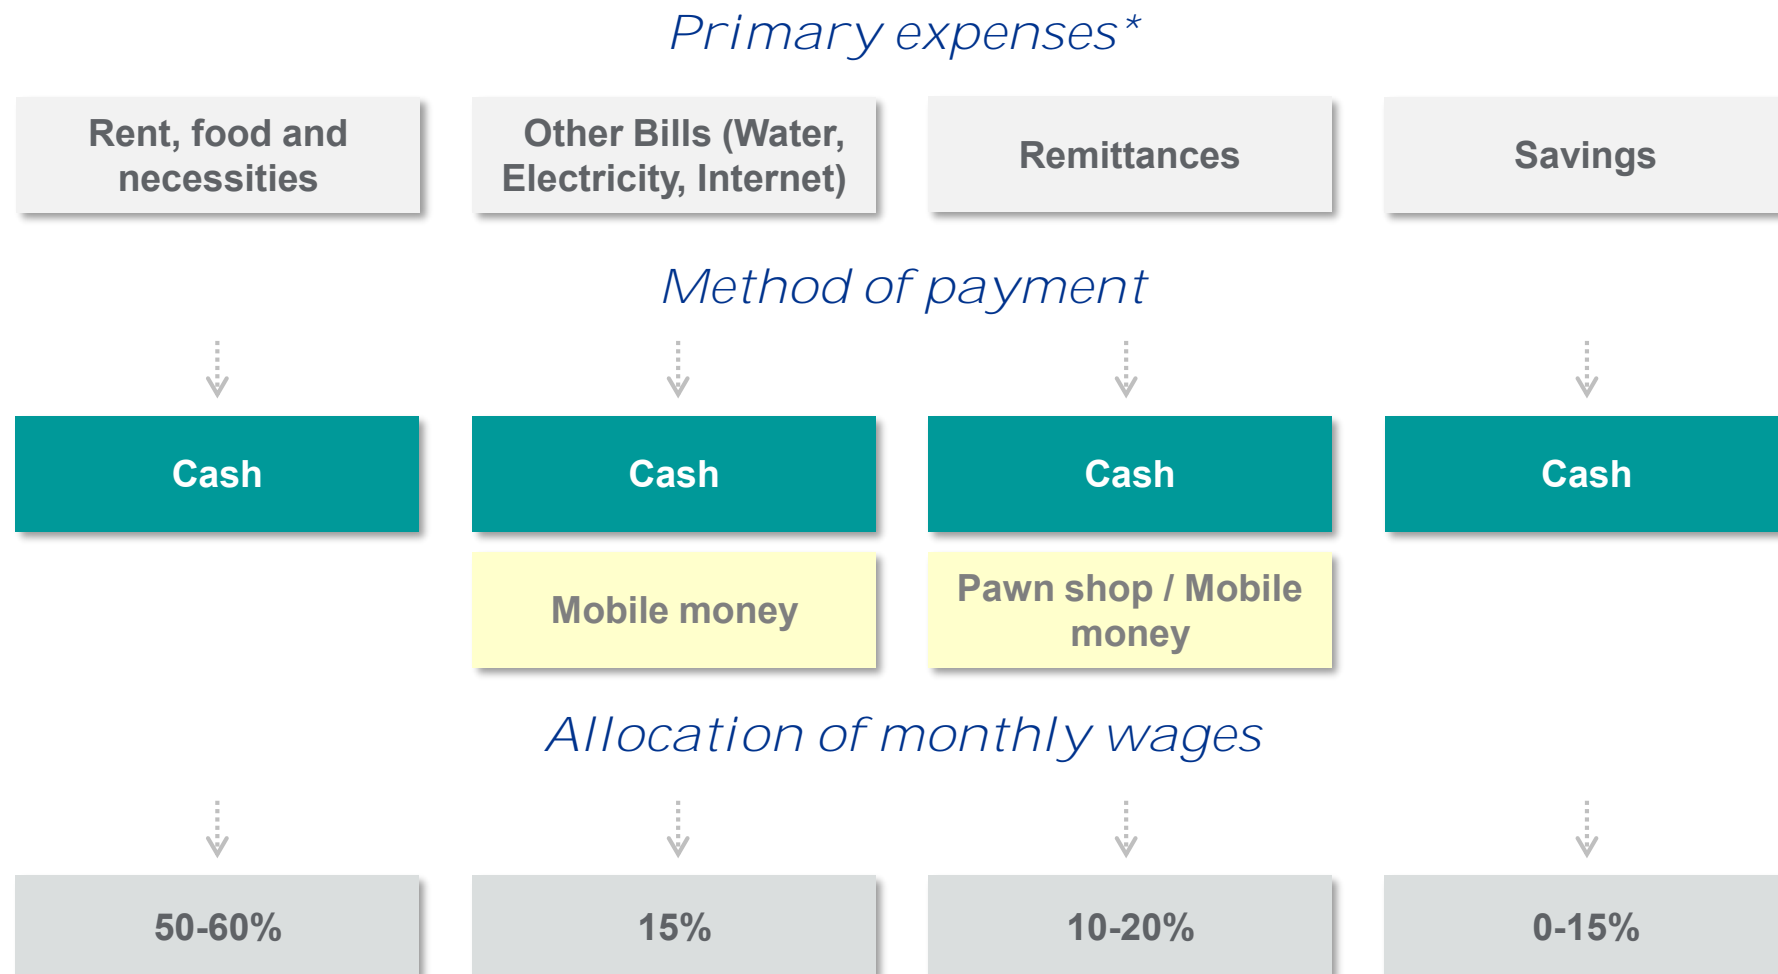 Primary expenses*
Rent, food and
necessities
Other Bills (Water,
Electricity, Internet)
Remittances
Savings
Method of payment
Cash
Cash
Cash
Cash
Mobile money
Pawn shop / Mobile
money
Allocation of monthly wages
50-60%
15%
10-20%
0-15%